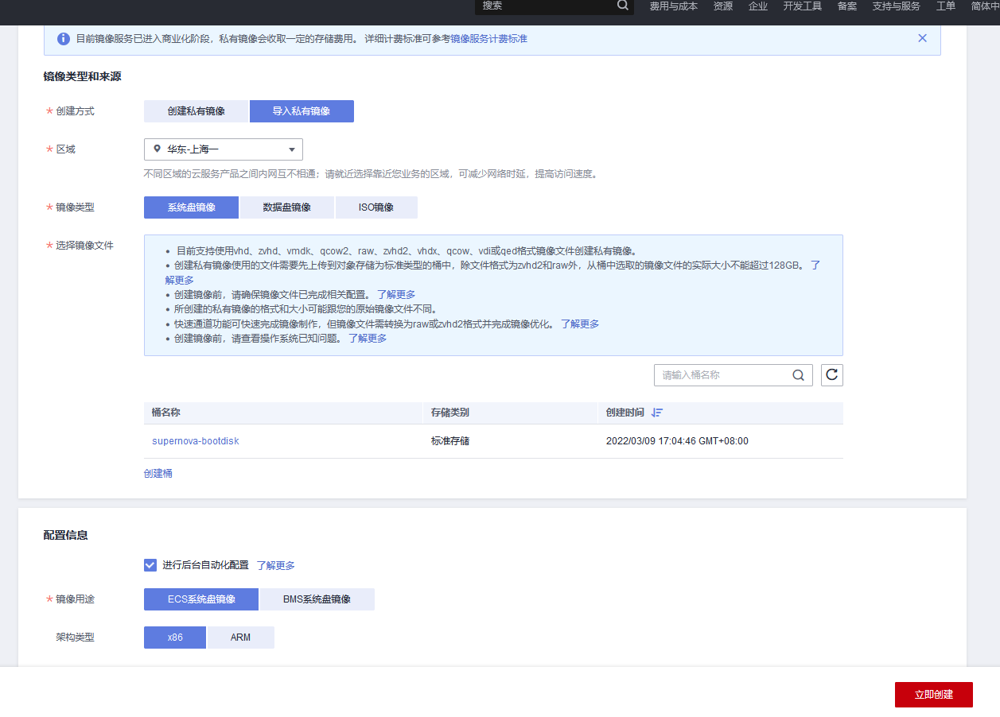 搜索 费用与成本 资源 企业 开发工具 备案 支持与服务 工单 简体中
目前镜像服务已进入商业化阶段，私有镜像会收取一定的存储费用。 详细计费标准可参考镜像服务计费标准
镜像类型和来源
* 创建方式 创建私有镜像 导入私有镜像
* 区域 华东-上海一
不同区域的云服务产品之间内网互不相通；请就近选择靠近您业务的区域，可减少网络时延，提高访问速度。
* 镜像类型 系统盘镜像 数据盘镜像 ISO镜像
* 选择镜像文件
• 目前支持使用vhd、zvhd、vmdk、qcow2、raw、zvhd2、vhdx、qcow、vdi或qed格式镜像文件创建私有镜像。
• 创建私有镜像使用的文件需要先上传到对象存储为标准类型的桶中，除文件格式为zvhd2和raw外，从桶中选取的镜像文件的实际大小不能超过128GB。 了
解更多
• 创建镜像前，请确保镜像文件已完成相关配置。 了解更多
• 所创建的私有镜像的格式和大小可能跟您的原始镜像文件不同。
• 快速通道功能可快速完成镜像制作，但镜像文件需转换为raw或zvhd2格式并完成镜像优化。 了解更多
• 创建镜像前，请查看操作系统已知问题。 了解更多
请输入桶名称
桶名称 存储类别 创建时间
supernova-bootdisk 标准存储 2022/03/09 17:04:46 GMT+08:00
创建桶
配置信息
进行后台自动化配置 了解更多
* 镜像用途 ECS系统盘镜像 BMS系统盘镜像
架构类型 x86 ARM
立即创建